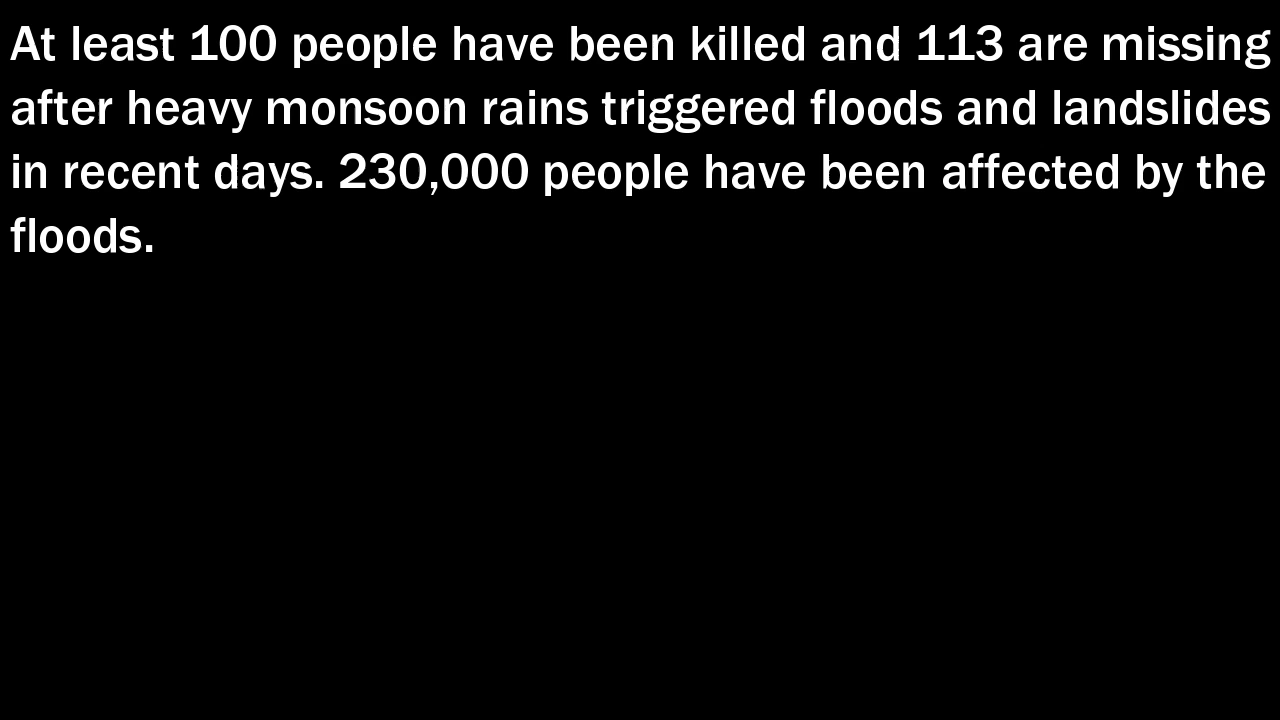 At least 100 people have been killed and 113 are missing
after heavy monsoon rains triggered floods and landslides
in recent days. 230,000 people have been affected by the
floods.